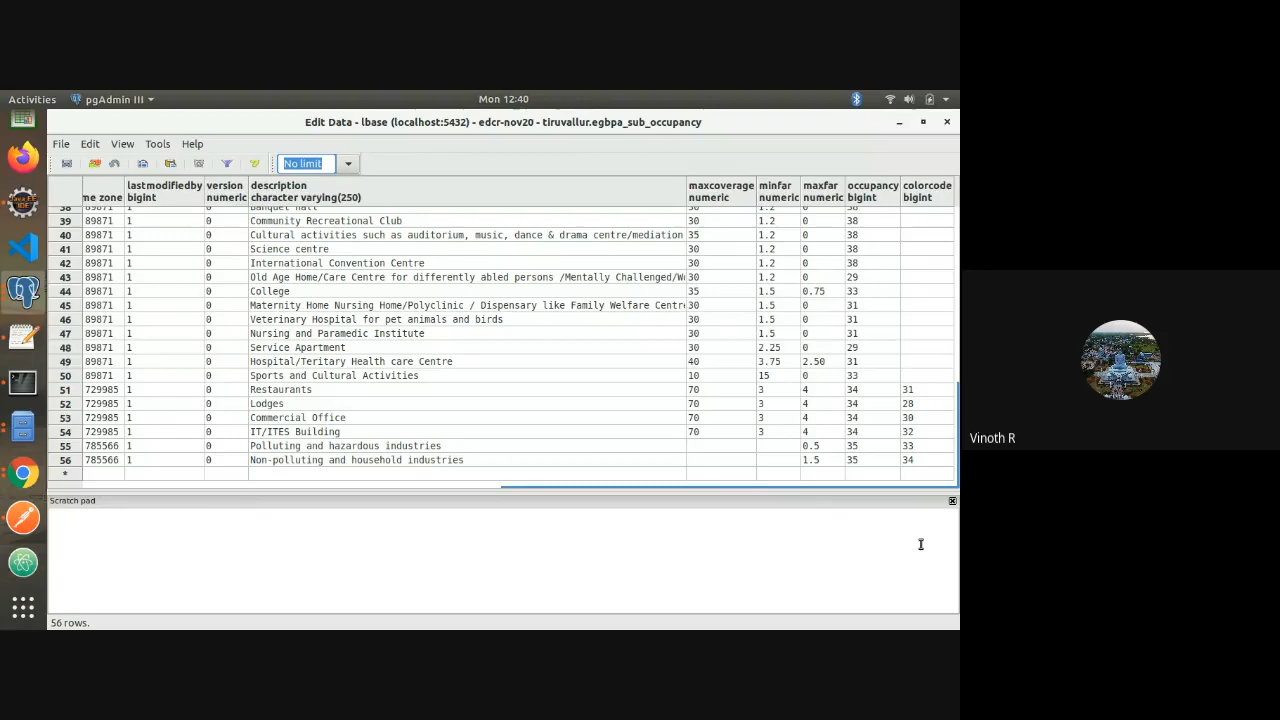 Activities pgAdmin III Mon 12:40
Edit Data - lbase (localhost:5432) - edcr-nov20 - tiruvallur.egbpa_sub_occupancy
File Edit View Tools Help
No limit
me zone lastmodifiedby bigint version numeric description character varying(250) maxcoverage numeric minfar numeric maxfar numeric occupancy bigint colorcode bigint
38 89871 1 0 Banquet hall 30 1.2 0 38
39 89871 1 0 Community Recreational Club 30 1.2 0 38
40 89871 1 0 Cultural activities such as auditorium, music, dance & drama centre/mediation 35 1.2 0 38
41 89871 1 0 Science centre 30 1.2 0 38
42 89871 1 0 International Convention Centre 30 1.2 0 38
43 89871 1 0 Old Age Home/Care Centre for differently abled persons /Mentally Challenged/W 30 1.2 0 29
44 89871 1 0 College 35 1.5 0.75 33
45 89871 1 0 Maternity Home Nursing Home/Polyclinic / Dispensary like Family Welfare Centr 30 1.5 0 31
46 89871 1 0 Veterinary Hospital for pet animals and birds 30 1.5 0 31
47 89871 1 0 Nursing and Paramedic Institute 30 1.5 0 31
48 89871 1 0 Service Apartment 30 2.25 0 29
49 89871 1 0 Hospital/Teritary Health care Centre 40 3.75 2.50 31
50 89871 1 0 Sports and Cultural Activities 10 15 0 33
51 729985 1 0 Restaurants 70 3 4 34 31
52 729985 1 0 Lodges 70 3 4 34 28
53 729985 1 0 Commercial Office 70 3 4 34 30
54 729985 1 0 IT/ITES Building 70 3 4 34 32
55 785566 1 0 Polluting and hazardous industries 0.5 35 33
56 785566 1 0 Non-polluting and household industries 1.5 35 34
*
Scratch pad
56 rows.
Vinoth R